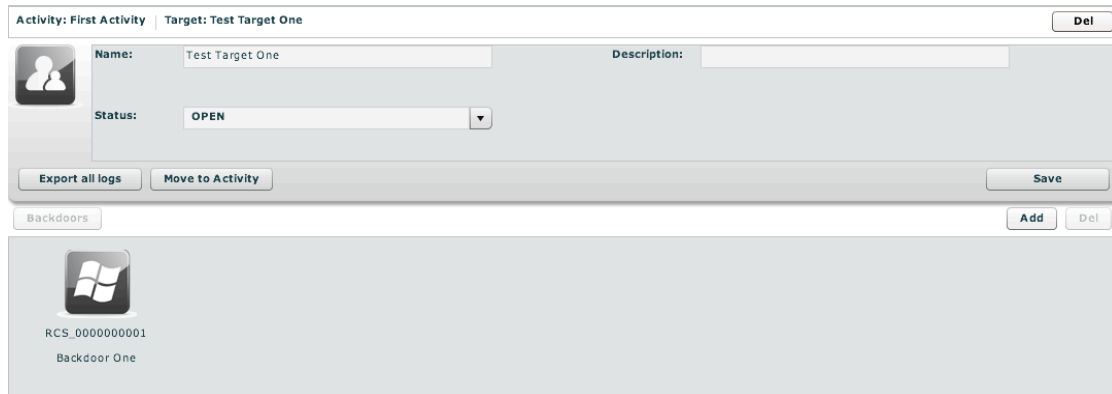 Activity: First Activity | Target: Test Target One Del
Name: Test Target One Description:
Status: OPEN
Export all logs Move to Activity Save
Backdoors Add Del
RCS_0000000001
Backdoor One